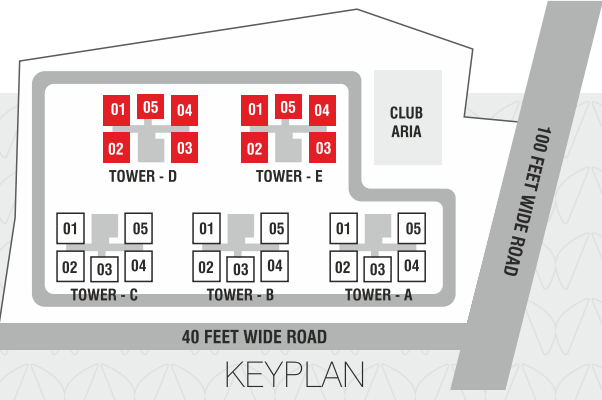 01 05 04 01 05 04
02 03 02 03
TOWER - D TOWER - E
CLUB
ARIA
100 FEET WIDE ROAD
01 05 01 05 01 05
02 03 04 02 03 04 02 03 04
TOWER - C TOWER - B TOWER - A
40 FEET WIDE ROAD
KEYPLAN